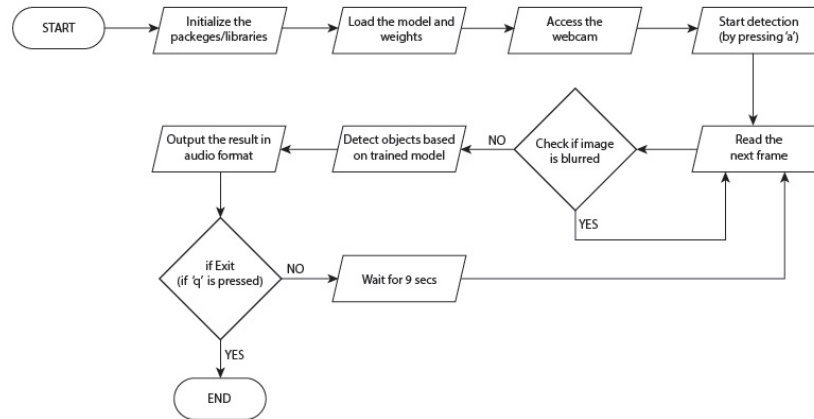 START
Initialize the
packeges/libraries
Load the model and
weights
Access the
webcam
Start detection
(by pressing ‘a’)
Read the
next frame
Check if image
is blurred
YES
NO
Detect objects based
on trained model
Output the result in
audio format
if Exit
(if ‘q’ is pressed)
NO
Wait for 9 secs
YES
END